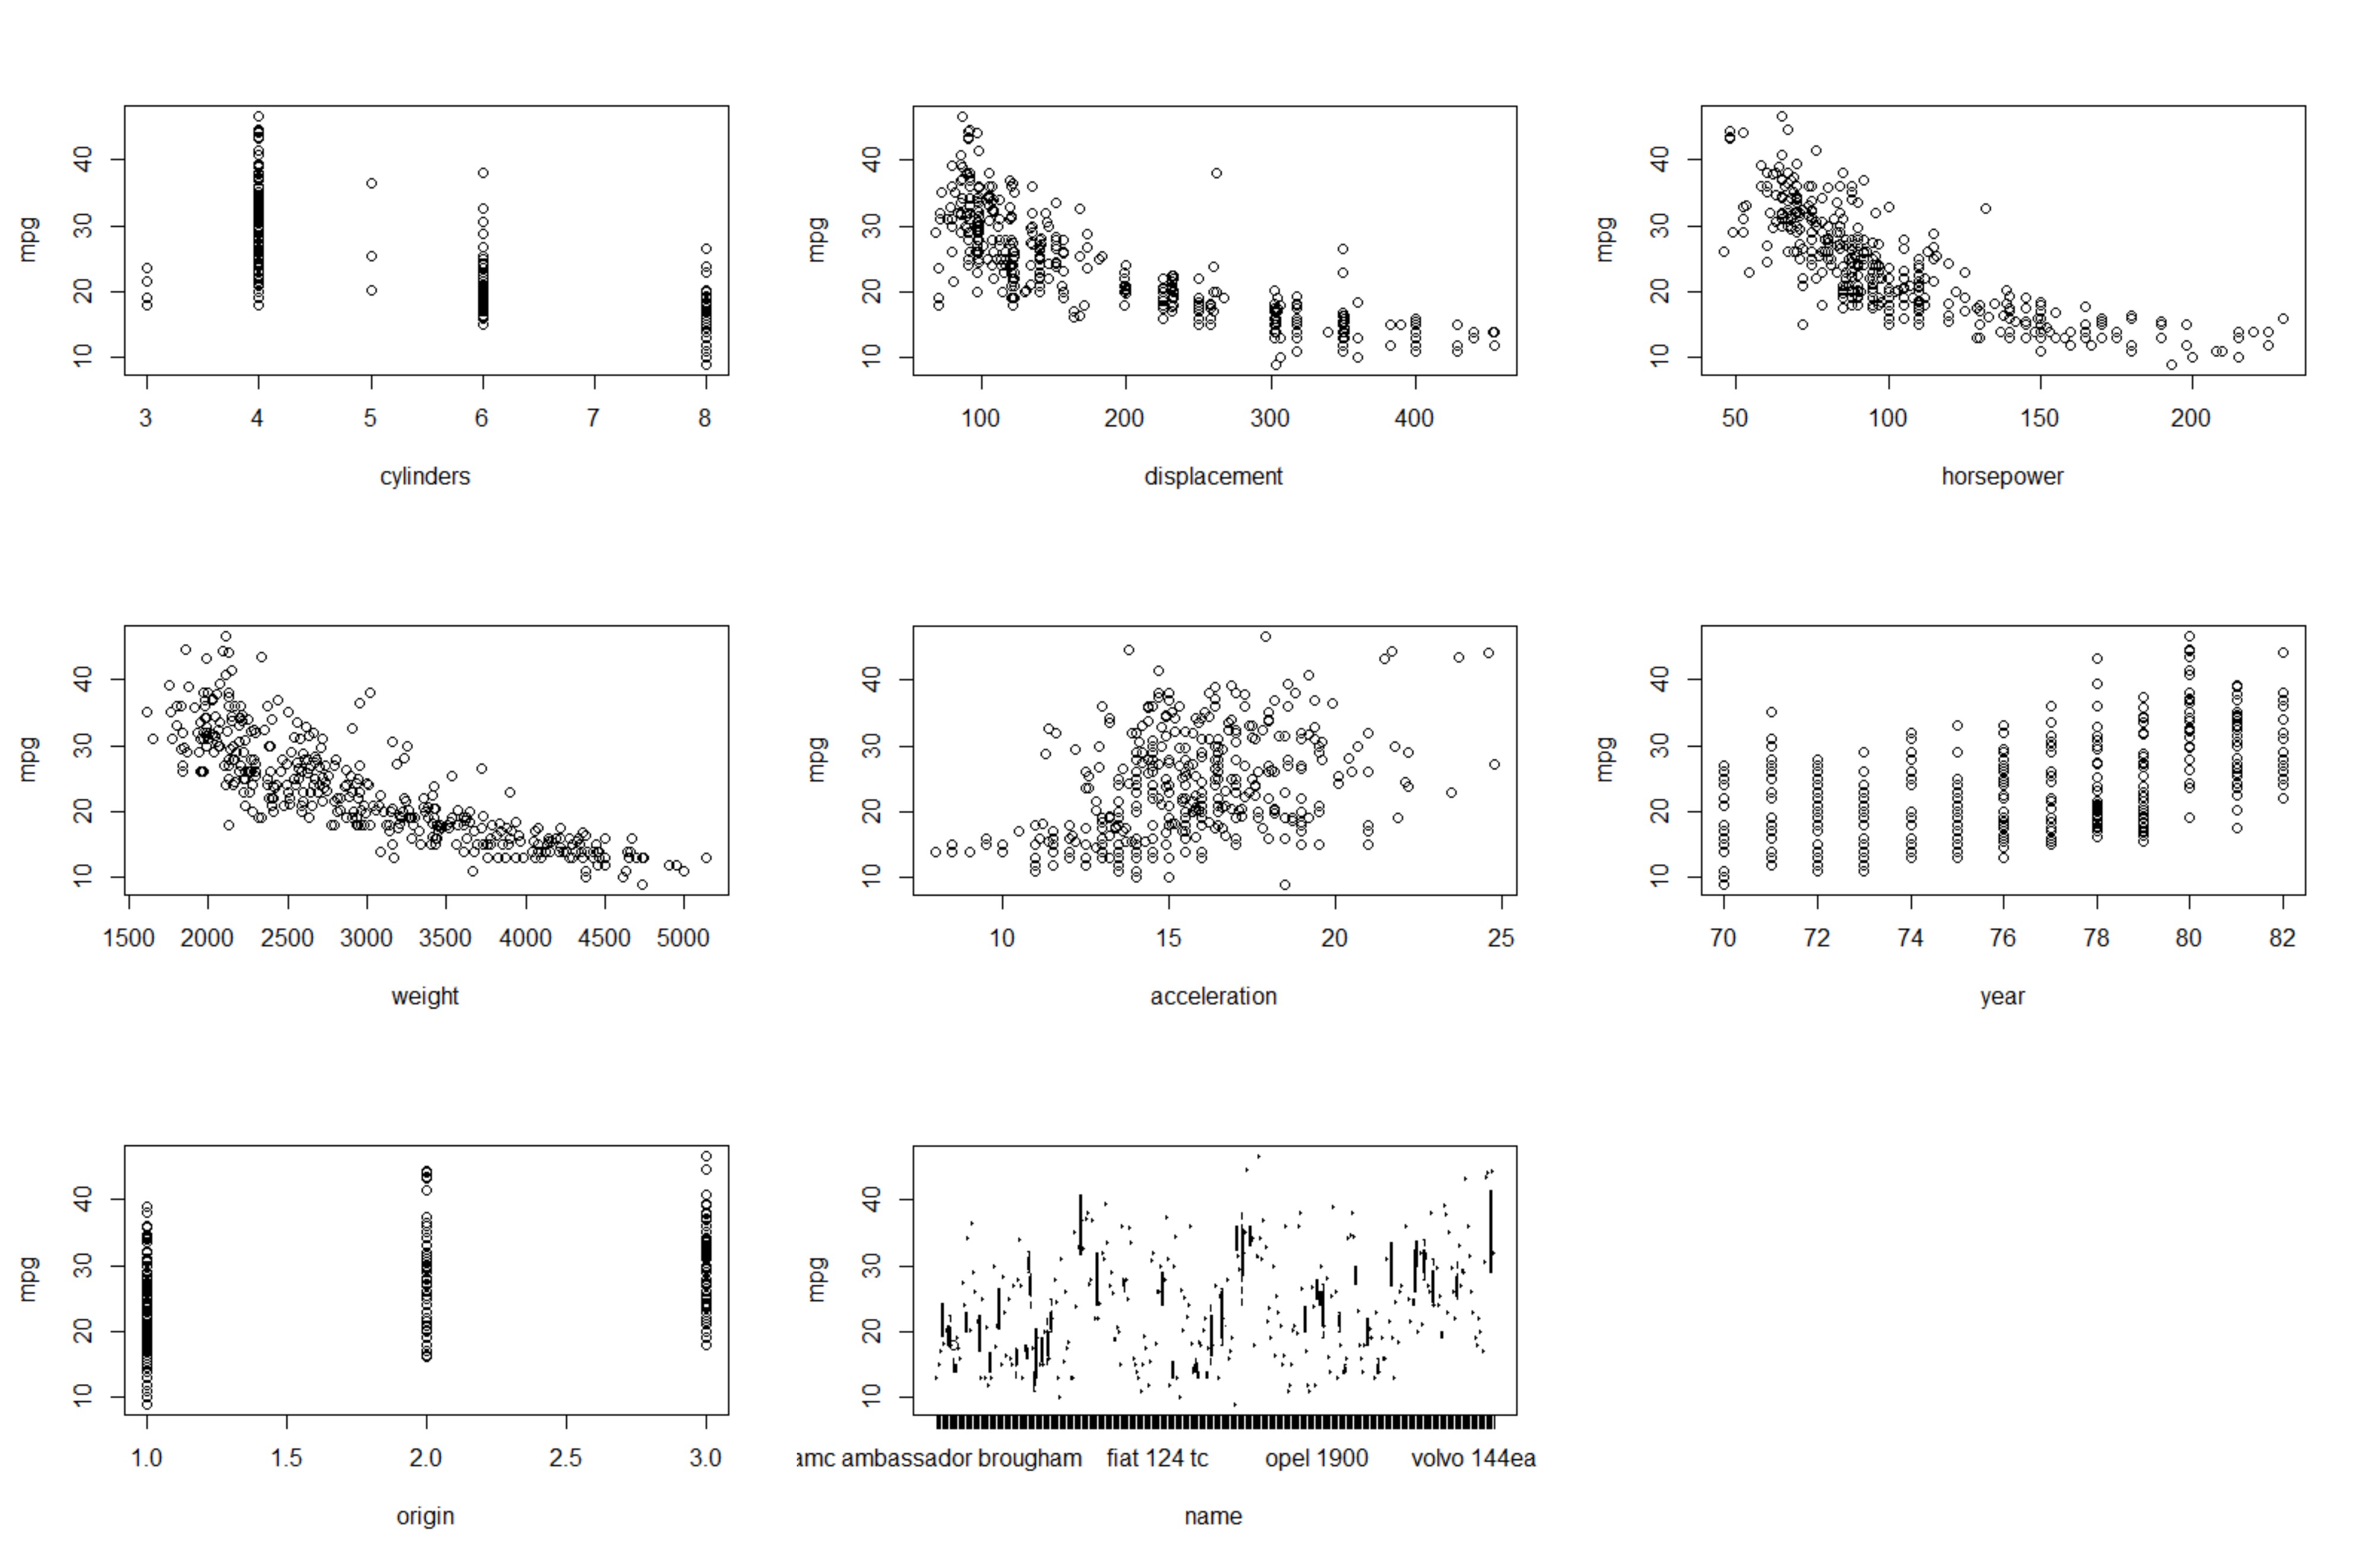 mpg
40
30
20
10
3 4 5 6 7 8
cylinders
mpg
40
30
20
10
100 200 300 400
displacement
mpg
40
30
20
10
50 100 150 200
horsepower
mpg
40
30
20
10
1500 2000 2500 3000 3500 4000 4500 5000
weight
mpg
40
30
20
10
10 15 20 25
acceleration
mpg
40
30
20
10
70 72 74 76 78 80 82
year
mpg
40
30
20
10
1.0 1.5 2.0 2.5 3.0
origin
mpg
40
30
20
10
amc ambassador brougham fiat 124 tc opel 1900 volvo 144ea
name